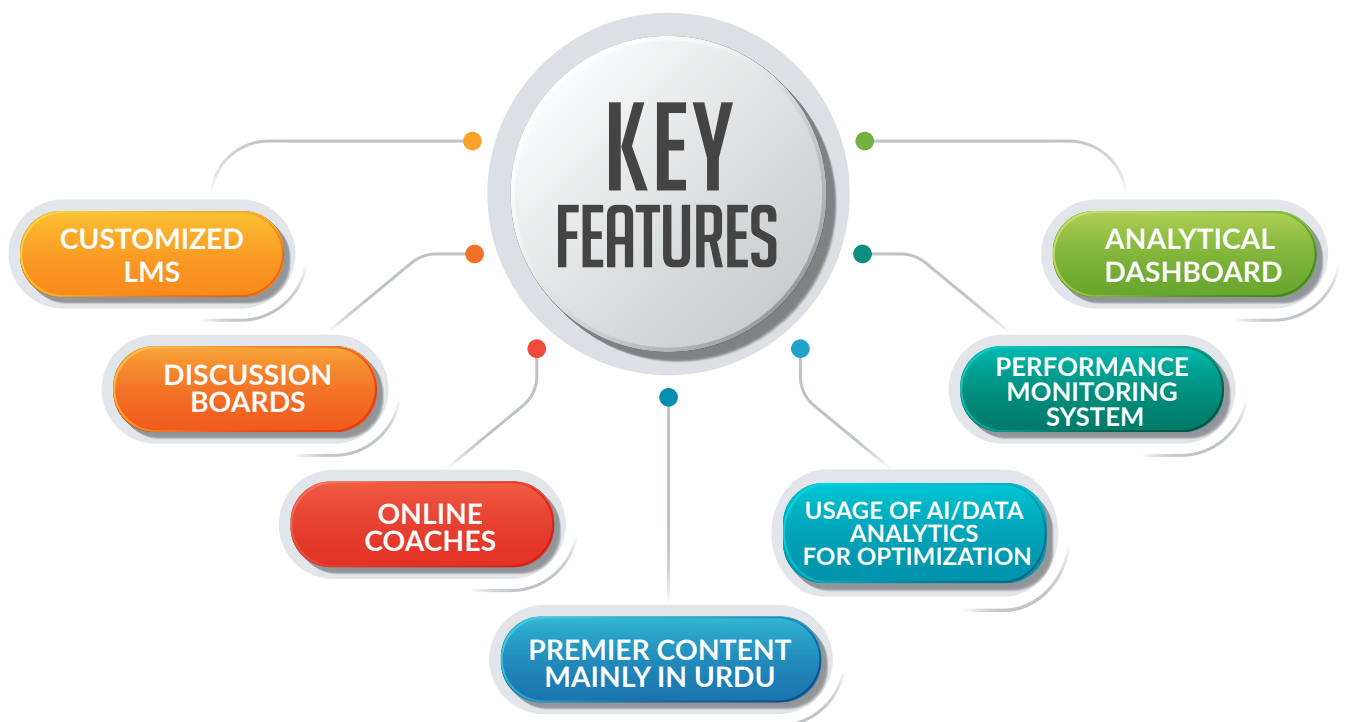 KEY
FEATURES
CUSTOMIZED
LMS
DISCUSSION
BOARDS
ONLINE
COACHES
PREMIER CONTENT
MAINLY IN URDU
USAGE OF AI/DATA
ANALYTICS
FOR OPTIMIZATION
PERFORMANCE
MONITORING
SYSTEM
ANALYTICAL
DASHBOARD